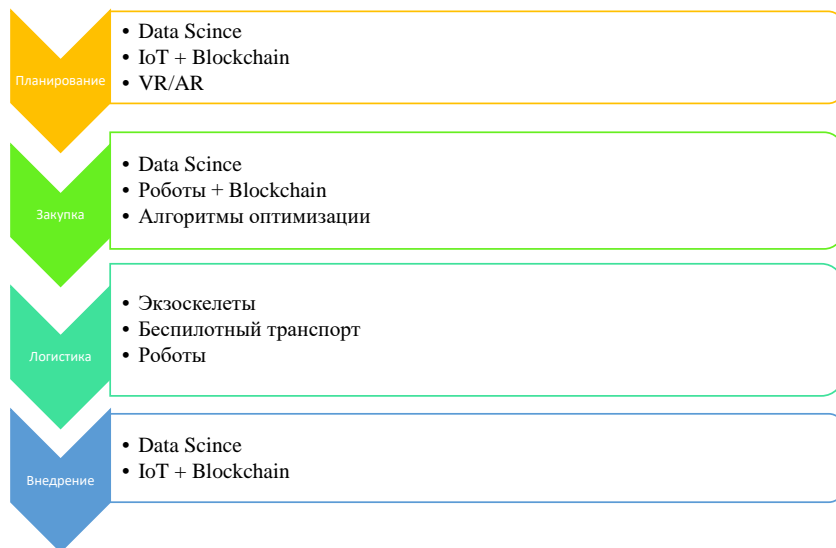 Планирование
• Data Scince
• IoT + Blockchain
• VR/AR
Закупка
• Data Scince
• Роботы + Blockchain
• Алгоритмы оптимизации
Логистика
• Экзоскелеты
• Беспилотный транспорт
• Роботы
Внедрение
• Data Scince
• IoT + Blockchain